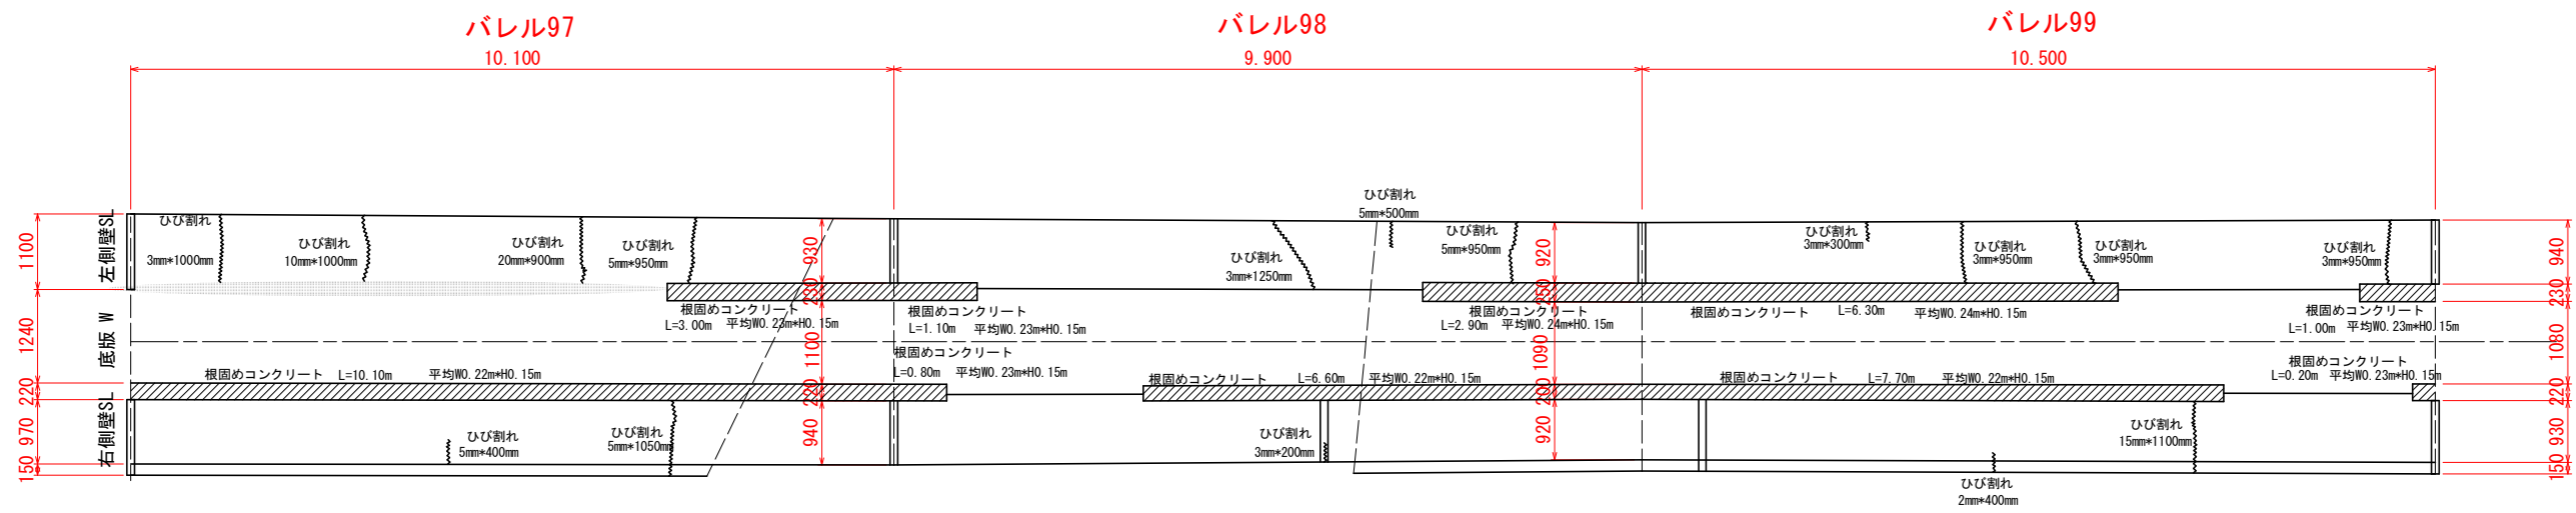 バレル97
バレル98
バレル99
10.100
9.900
10.500
左側壁SL
底版 W
右側壁SL
1100
1240
220
970
150
ひび割れ
3mm*1000mm
ひび割れ
10mm*1000mm
ひび割れ
20mm*900mm
ひび割れ
5mm*950mm
930
230
1100
220
940
ひび割れ
3mm*1250mm
ひび割れ
5mm*500mm
ひび割れ
5mm*950mm
920
250
1090
200
920
ひび割れ
3mm*300mm
ひび割れ
3mm*950mm
ひび割れ
3mm*950mm
ひび割れ
3mm*950mm
940
230
1080
220
930
150
根固めコンクリート
L=3.00m 平均W0.23m*H0.15m
根固めコンクリート
L=1.10m 平均W0.23m*H0.15m
根固めコンクリート
L=2.90m 平均W0.24m*H0.15m
根固めコンクリート L=6.30m 平均W0.24m*H0.15m
根固めコンクリート
L=1.00m 平均W0.23m*H0.15m
根固めコンクリート L=10.10m 平均W0.22m*H0.15m
根固めコンクリート
L=0.80m 平均W0.23m*H0.15m
根固めコンクリート L=6.60m 平均W0.22m*H0.15m
根固めコンクリート L=7.70m 平均W0.22m*H0.15m
根固めコンクリート
L=0.20m 平均W0.23m*H0.15m
ひび割れ
5mm*400mm
ひび割れ
5mm*1050mm
ひび割れ
3mm*200mm
ひび割れ
15mm*1100mm
ひび割れ
2mm*400mm